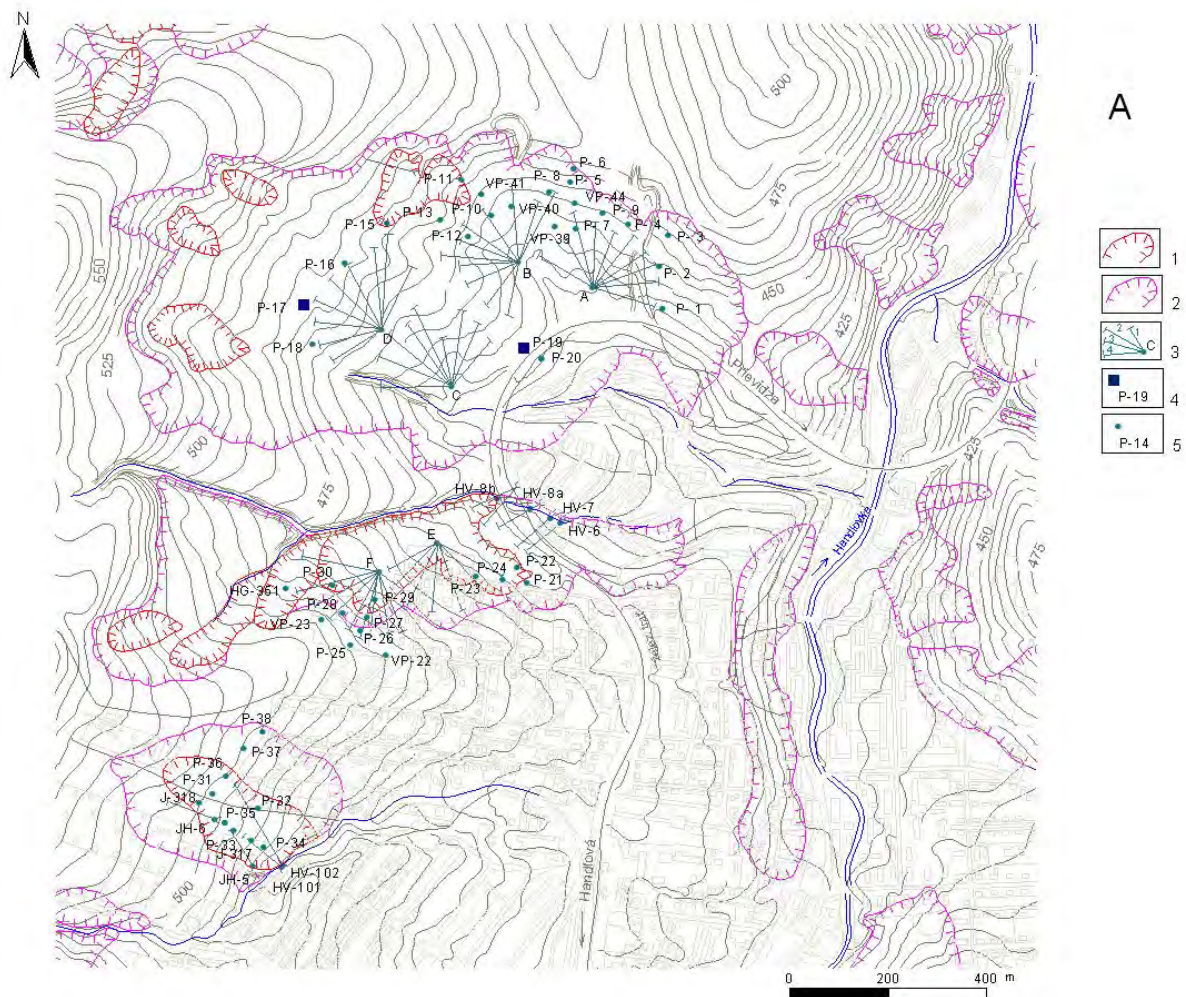 N
A
500
475
450
425
550
525
500
475
425
450
475
500
P- 6
P- 8
P- 5
P-11
VP-41
VP-44
P-10
VP-40
P- 9
P-13
P-15
P- 7
P- 4
P- 3
P-12
VP-39
P-16
B
P- 2
A
P-17
P- 1
D
P-18
P-19
P-20
C
Prievidza
HV-8b
HV-8a
HV-7
HV-6
E
F
P-24
P-22
P-30
P-23
P-21
HG-361
P-29
P-28
P-27
VP-23
P-26
P-25
VP-22
Handlovka
P-38
P-37
P-36
P-31
J-318
P-32
P-35
JH-6
P-33
P-34
J-317
HV-102
JH-5
HV-101
Handlová
1
2
2
1
3
4
C
3
P-19
4
P-14
5
0
200
400
m